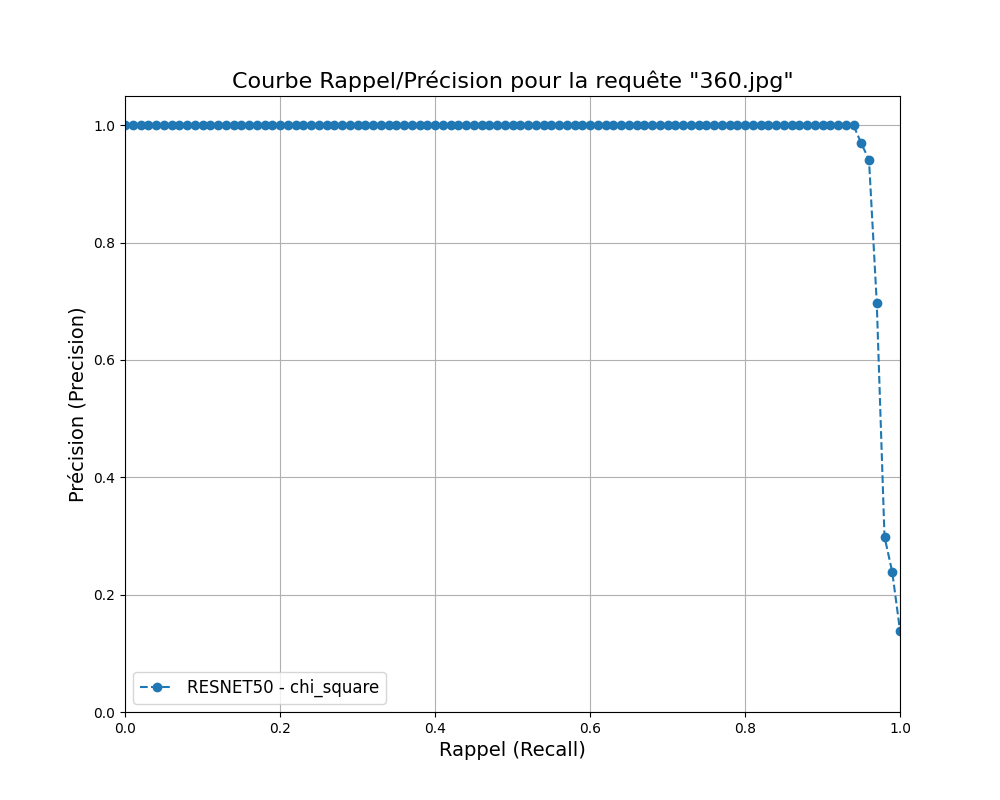 Courbe Rappel/Précision pour la requête "360.jpg"
Précision (Precision)
1.0
0.8
0.6
0.4
0.2
0.0
RESNET50 - chi_square
0.0 0.2 0.4 0.6 0.8 1.0
Rappel (Recall)